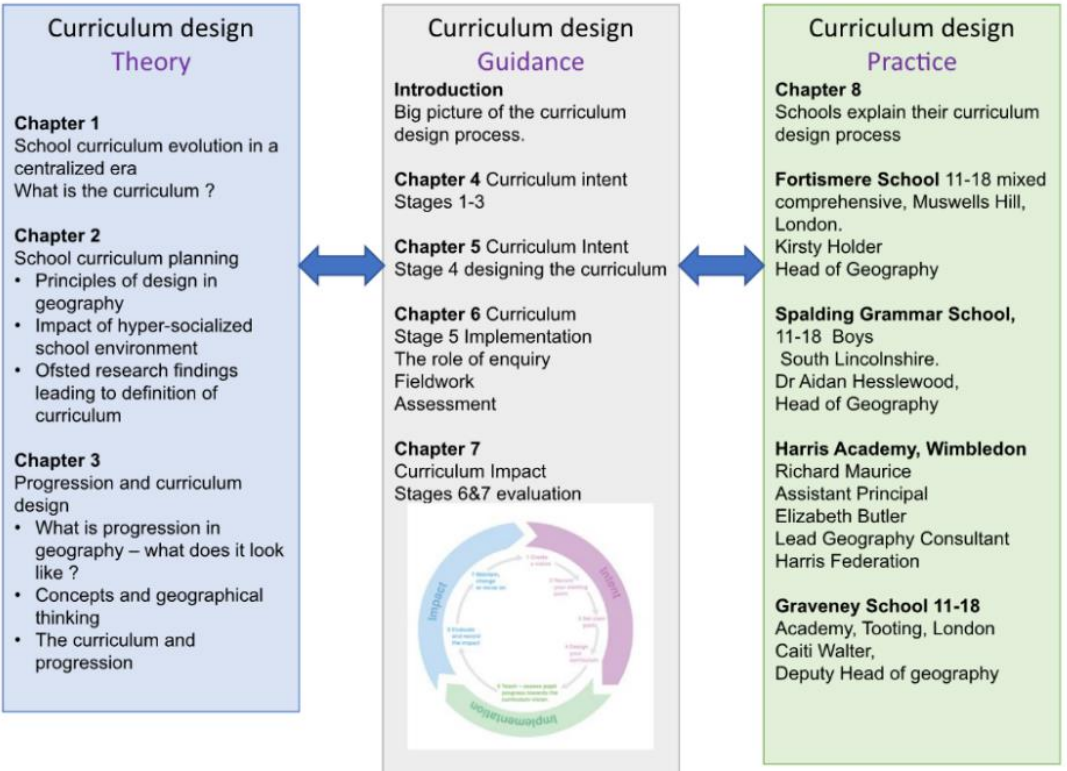 Curriculum design
Theory
Chapter 1
School curriculum evolution in a
centralized era
What is the curriculum ?
Chapter 2
School curriculum planning
• Principles of design in
geography
• Impact of hyper-socialized
school environment
• Ofsted research findings
leading to definition of
curriculum
Chapter 3
Progression and curriculum
design
• What is progression in
geography – what does it look
like ?
• Concepts and geographical
thinking
• The curriculum and
progression
Curriculum design
Guidance
Introduction
Big picture of the curriculum
design process.
Chapter 4 Curriculum intent
Stages 1-3
Chapter 5 Curriculum Intent
Stage 4 designing the curriculum
Chapter 6 Curriculum
Stage 5 Implementation
The role of enquiry
Fieldwork
Assessment
Chapter 7
Curriculum Impact
Stages 6&7 evaluation
Impact
Intent
Implementation
Curriculum design
Practice
Chapter 8
Schools explain their curriculum
design process
Fortismere School 11-18 mixed
comprehensive, Muswells Hill,
London.
Kirsty Holder
Head of Geography
Spalding Grammar School,
11-18 Boys
South Lincolnshire.
Dr Aidan Hesslewood,
Head of Geography
Harris Academy, Wimbledon
Richard Maurice
Assistant Principal
Elizabeth Butler
Lead Geography Consultant
Harris Federation
Graveney School 11-18
Academy, Tooting, London
Caiti Walter,
Deputy Head of geography